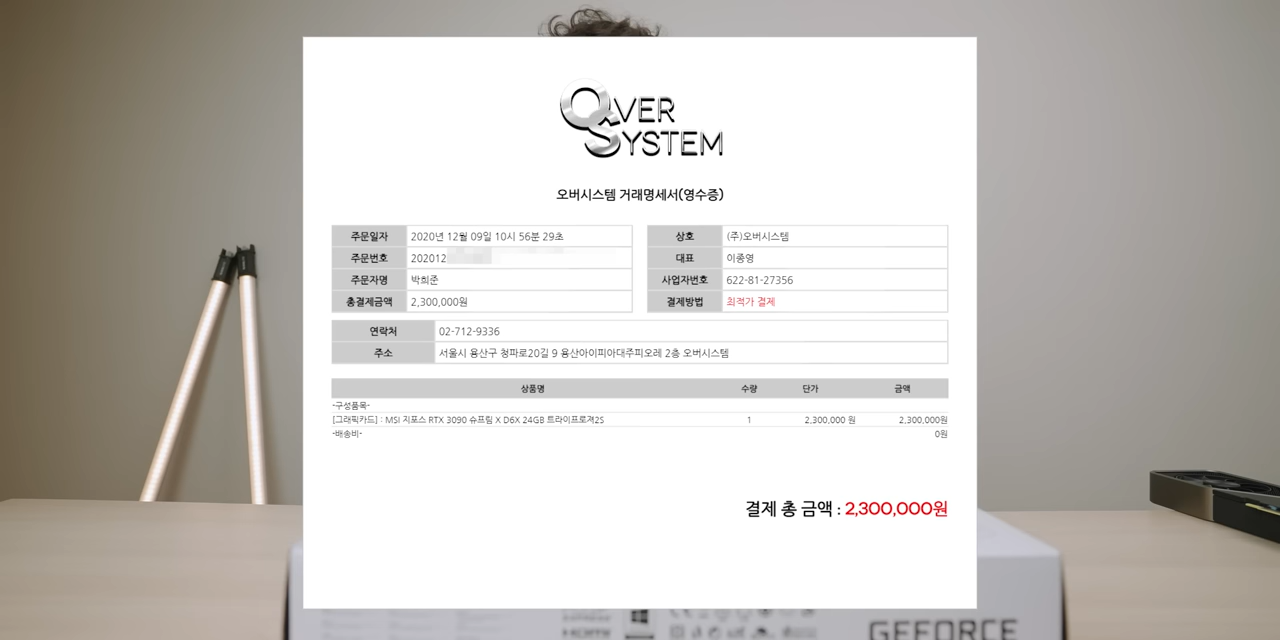 OVER
SYSTEM
오버시스템 거래명세서(영수증)
주문일자 2020년 12월 09일 10시 56분 29초
주문번호 202012
주문자명 박희준
총결제금액 2,300,000원
상호 (주)오버시스템
대표 이종영
사업자번호 622-81-27356
결제방법 최적가 결제
연락처 02-712-9336
주소 서울시 용산구 청파로20길 9 용산아이피아대주피오레 2층 오버시스템
상품명 수량 단가 금액
-구성품목-
[그래픽카드] : MSI 지포스 RTX 3090 슈프림 X D6X 24GB 트라이프로져2S 1 2,300,000 원 2,300,000원
-배송비- 0원
결제 총 금액 : 2,300,000원
GEFORCE